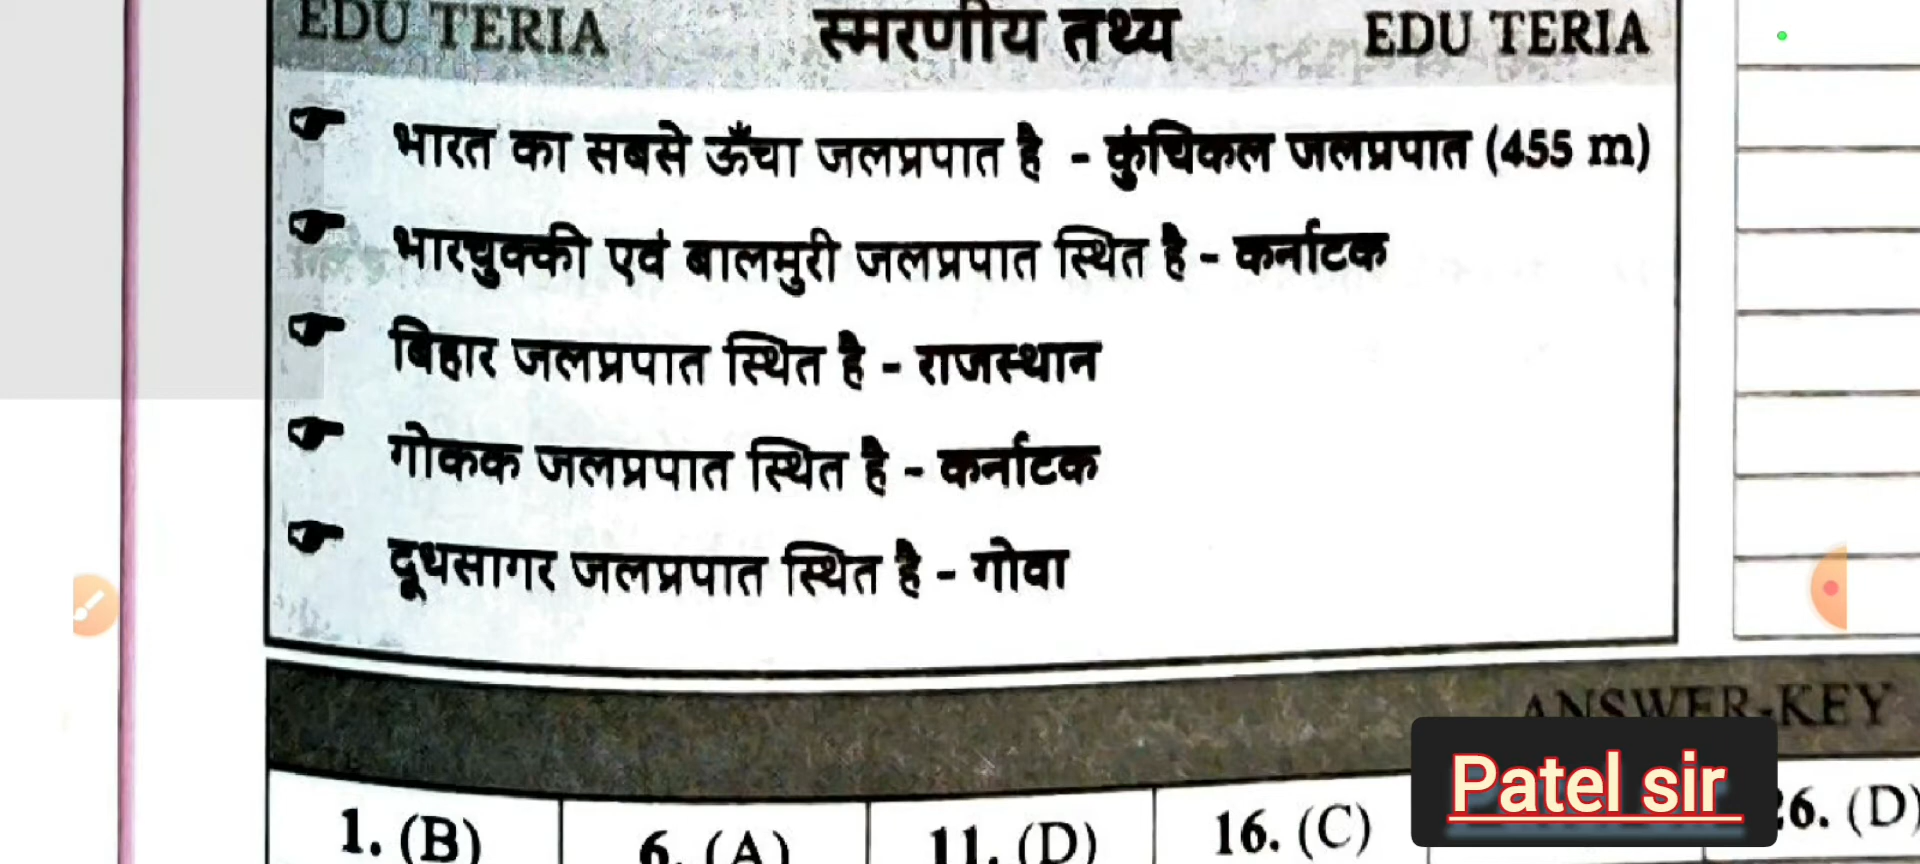 EDU TERIA स्मरणीय तथ्य EDU TERIA
भारत का सबसे ऊँचा जलप्रपात है - कुंचिकल जलप्रपात (455 m)
भारचुक्की एवं बालमुरी जलप्रपात स्थित है - कर्नाटक
बिहार जलप्रपात स्थित है - राजस्थान
गोकक जलप्रपात स्थित है - कर्नाटक
दूधसागर जलप्रपात स्थित है - गोवा
ANSWER-KEY
Patel sir
1. (B) 6. (A) 11. (D) 16. (C) 26. (D)